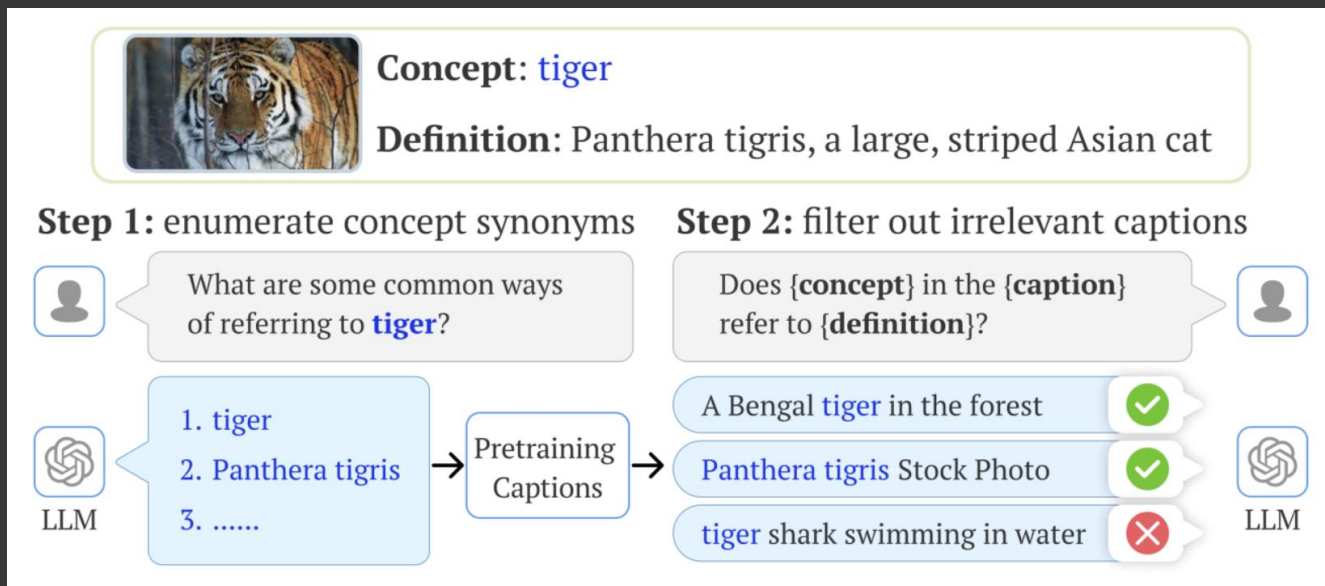 Concept: tiger
Definition: Panthera tigris, a large, striped Asian cat
Step 1: enumerate concept synonyms
What are some common ways
of referring to tiger?
LLM
1. tiger
2. Panthera tigris
3. ......
Pretraining
Captions
Step 2: filter out irrelevant captions
Does {concept} in the {caption}
refer to {definition}?
A Bengal tiger in the forest
Panthera tigris Stock Photo
tiger shark swimming in water
LLM